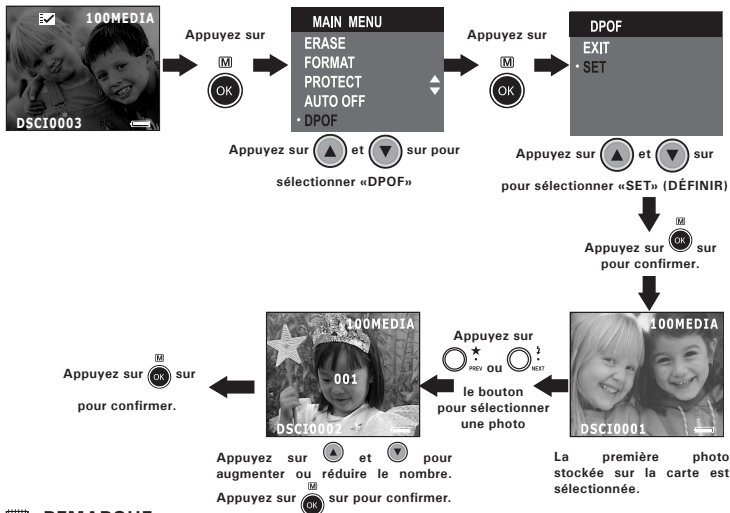 100MEDIA
DSCI0003
Appuyez sur
M
OK
MAIN MENU
ERASE
FORMAT
PROTECT
AUTO OFF
• DPOF
Appuyez sur et sur pour
sélectionner «DPOF»
Appuyez sur
M
OK
DPOF
EXIT
• SET
Appuyez sur et sur
pour sélectionner «SET» (DÉFINIR)
M
Appuyez sur OK sur
pour confirmer.
100MEDIA
DSCI0001
La première photo
stockée sur la carte est
sélectionnée.
Appuyez sur
PREV ou NEXT
le bouton
pour sélectionner
une photo
100MEDIA
001
DSCI0002
Appuyez sur et pour
augmenter ou réduire le nombre.
M
Appuyez sur OK sur pour confirmer.
M
Appuyez sur OK sur
pour confirmer.